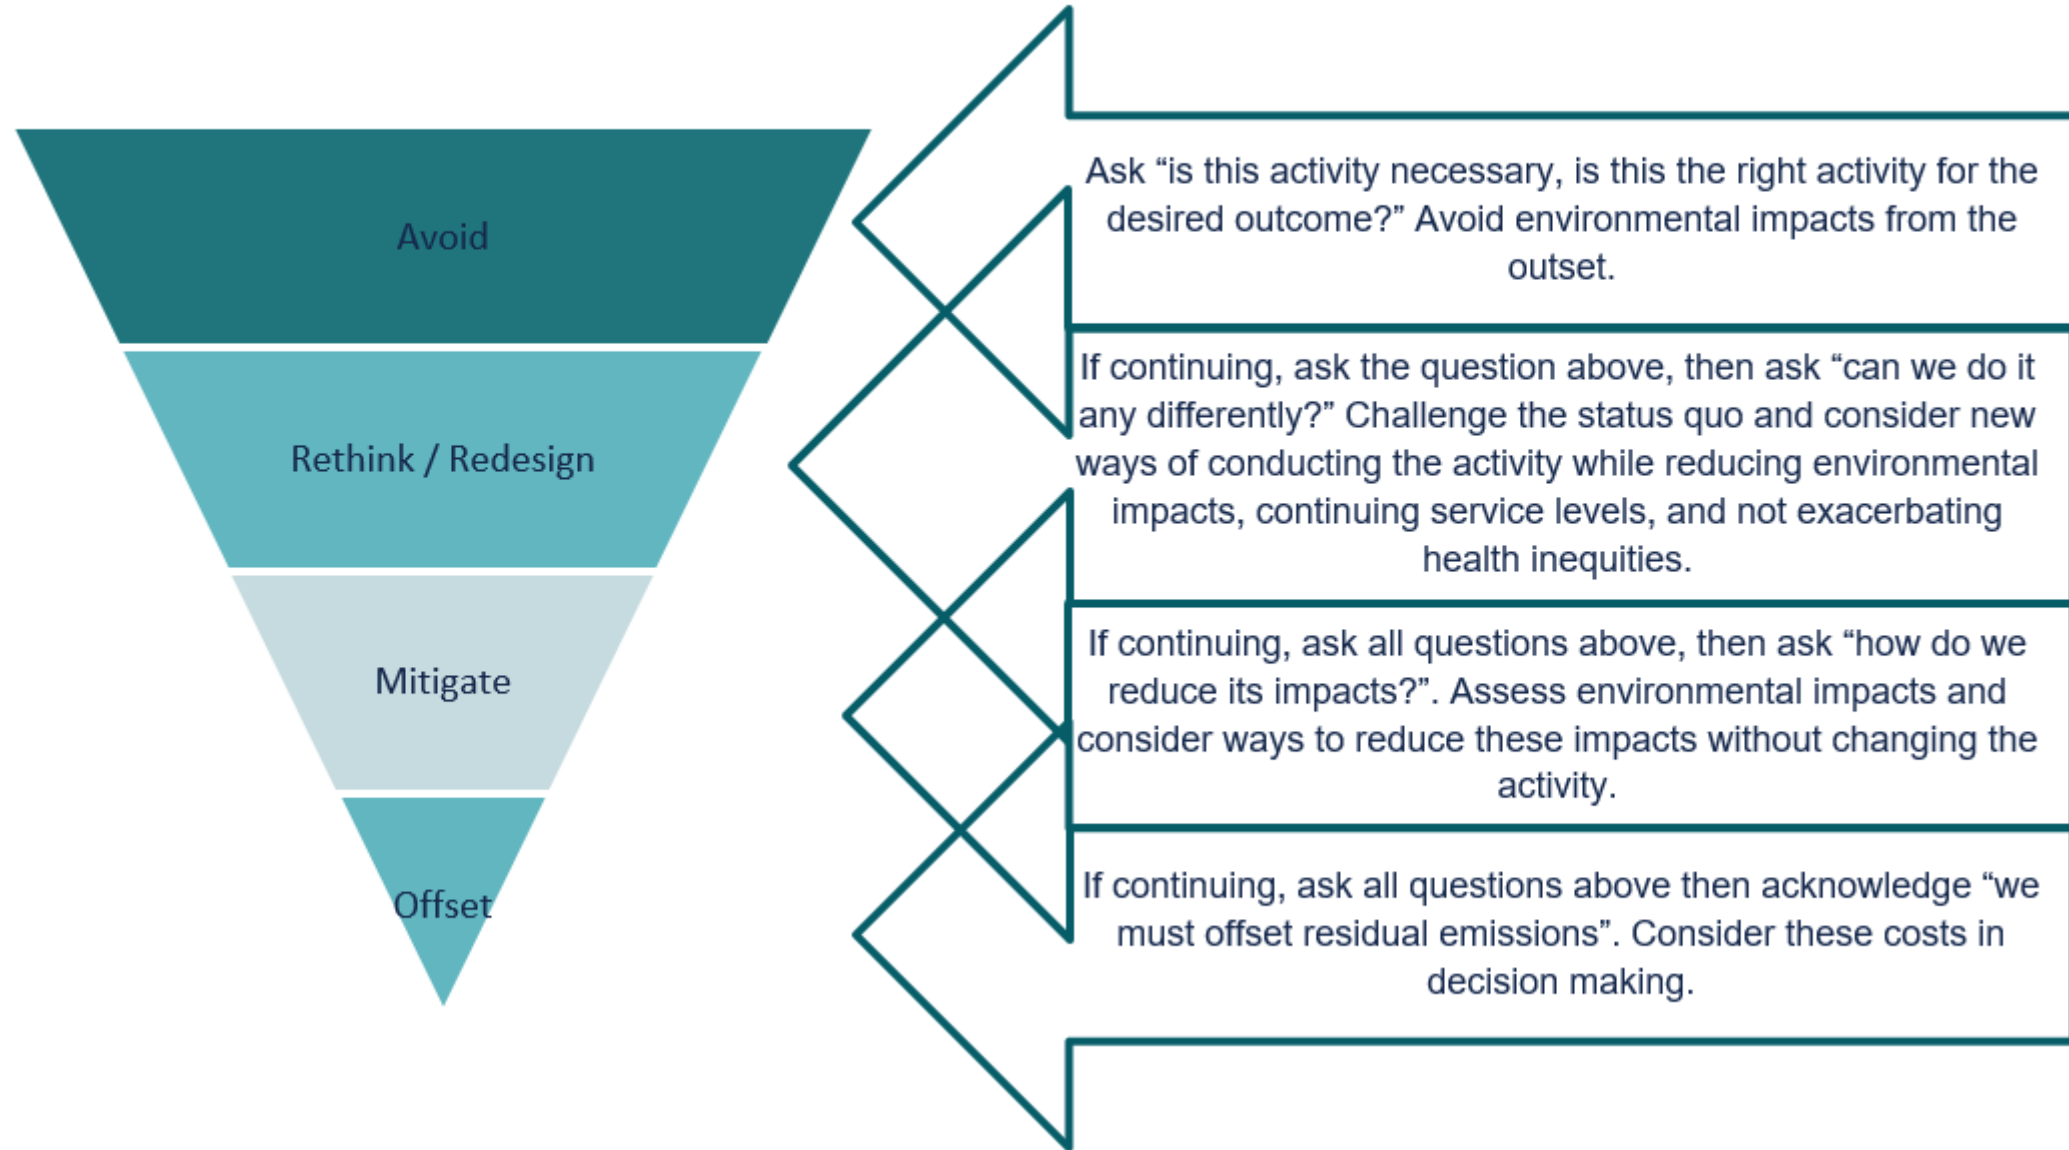 Avoid
Ask “is this activity necessary, is this the right activity for the
desired outcome?” Avoid environmental impacts from the
outset.
Rethink / Redesign
If continuing, ask the question above, then ask “can we do it
any differently?” Challenge the status quo and consider new
ways of conducting the activity while reducing environmental
impacts, continuing service levels, and not exacerbating
health inequities.
Mitigate
If continuing, ask all questions above, then ask “how do we
reduce its impacts?”. Assess environmental impacts and
consider ways to reduce these impacts without changing the
activity.
Offset
If continuing, ask all questions above then acknowledge “we
must offset residual emissions”. Consider these costs in
decision making.